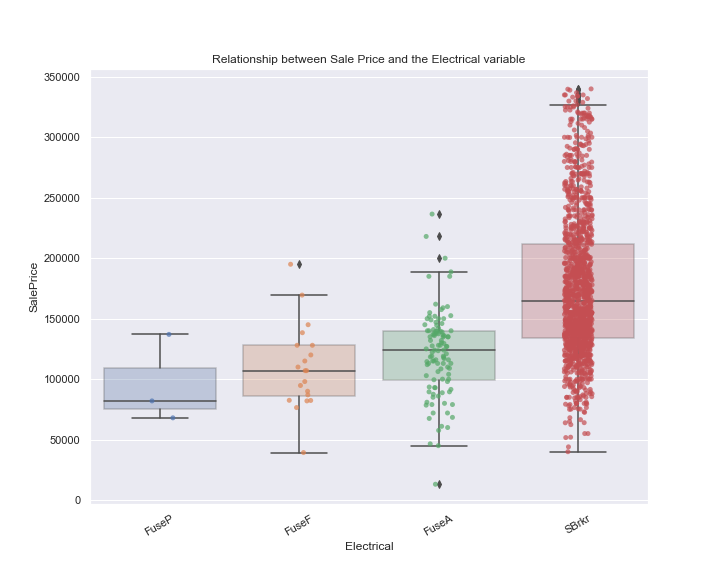 Relationship between Sale Price and the Electrical variable
350000
300000
250000
200000
150000
100000
50000
0
SalePrice
FuseP
FuseF
FuseA
SBrkr
Electrical